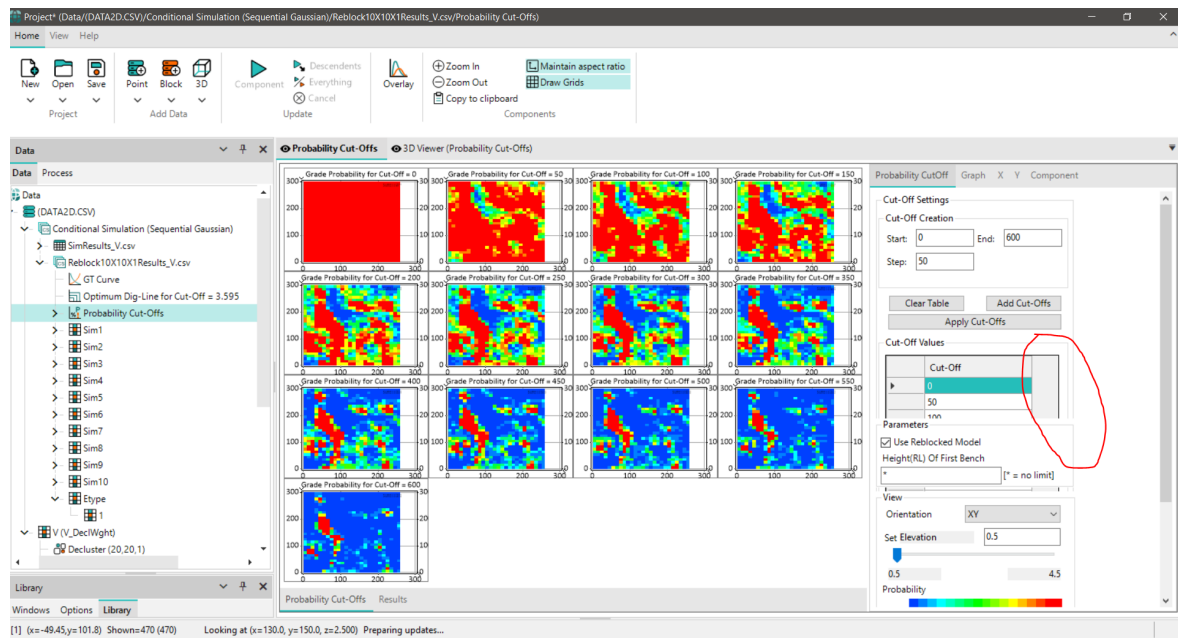 Project* (Data/(DATA2D.CSV)/Conditional Simulation (Sequential Gaussian)/Reblock10X10X1Results_V.csv/Probability Cut-Offs)
Home View Help
New Open Save Point Block 3D Component Descendents Everything Cancel Overlay Zoom In Zoom Out Copy to clipboard Maintain aspect ratio Draw Grids
Project Add Data Update Components
Data
Data Process
Data
(DATA2D.CSV)
Conditional Simulation (Sequential Gaussian)
SimResults_V.csv
Reblock10X10X1Results_V.csv
GT Curve
Optimum Dig-Line for Cut-Off = 3.595
Probability Cut-Offs
Sim1
Sim2
Sim3
Sim4
Sim5
Sim6
Sim7
Sim8
Sim9
Sim10
Etype
1
V (V_DeclWght)
Decluster (20,20,1)
Library
Windows Options Library
Probability Cut-Offs 3D Viewer (Probability Cut-Offs)
Grade Probability for Cut-Off = 0 Grade Probability for Cut-Off = 50 Grade Probability for Cut-Off = 100 Grade Probability for Cut-Off = 150
Grade Probability for Cut-Off = 200 Grade Probability for Cut-Off = 250 Grade Probability for Cut-Off = 300 Grade Probability for Cut-Off = 350
Grade Probability for Cut-Off = 400 Grade Probability for Cut-Off = 450 Grade Probability for Cut-Off = 500 Grade Probability for Cut-Off = 550
Grade Probability for Cut-Off = 600
300
200
100
0
0 100 200 300
Probability Cut-Offs Results
Probability CutOff Graph X Y Component
Cut-Off Settings
Cut-Off Creation
Start: 0 End: 600
Step: 50
Clear Table Add Cut-Offs
Apply Cut-Offs
Cut-Off Values
Cut-Off
0
50
100
Parameters
Use Reblocked Model
Height(RL) Of First Bench
* [* = no limit]
View
Orientation XY
Set Elevation 0.5
0.5 4.5
Probability
[1] (x=-49.45,y=101.8) Shown=470 (470) Looking at (x=130.0, y=150.0, z=2.500) Preparing updates...